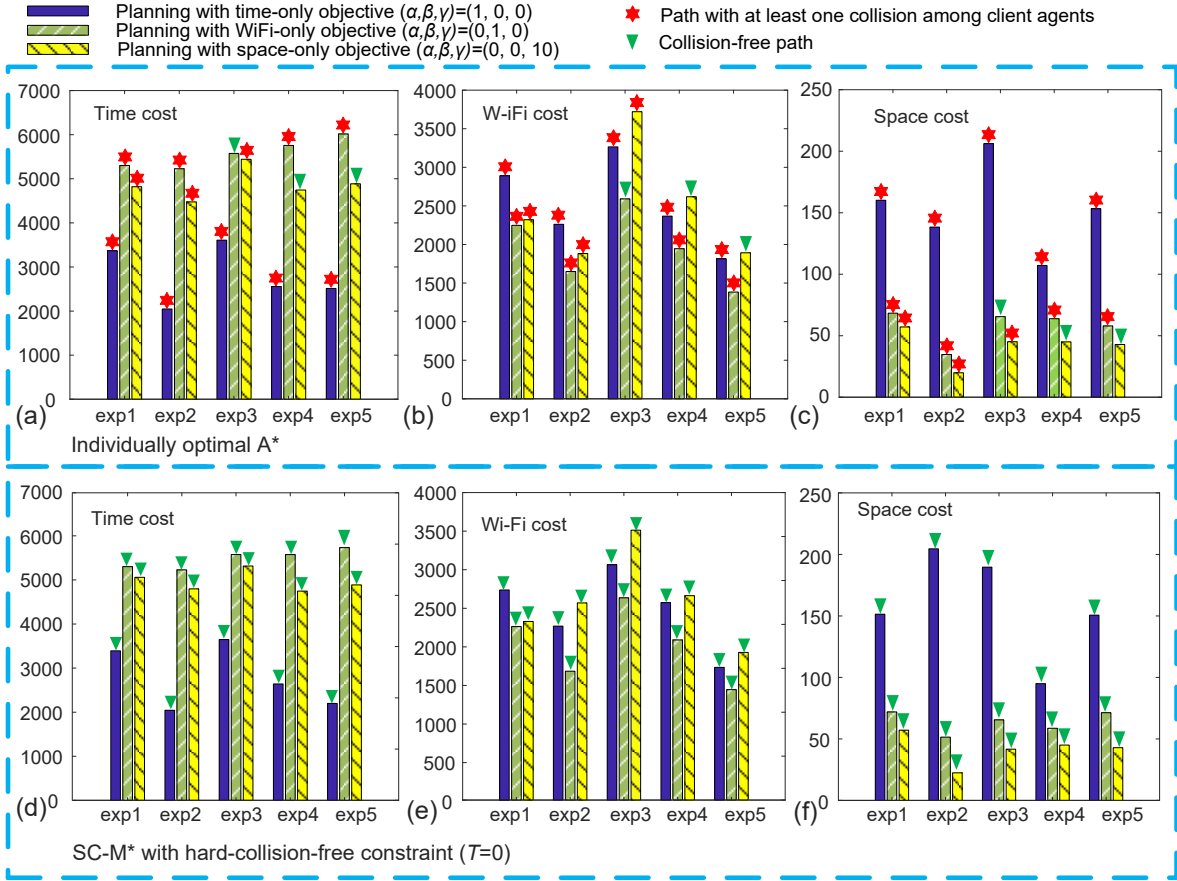 Planning with time-only objective (α,β,γ)=(1, 0, 0)
Planning with WiFi-only objective (α,β,γ)=(0,1, 0)
Planning with space-only objective (α,β,γ)=(0, 0, 10)
Path with at least one collision among client agents
Collision-free path
Time cost
7000
6000
5000
4000
3000
2000
1000
0
exp1 exp2 exp3 exp4 exp5
(a)
W-iFi cost
4000
3500
3000
2500
2000
1500
1000
500
0
exp1 exp2 exp3 exp4 exp5
(b)
Space cost
250
200
150
100
50
0
exp1 exp2 exp3 exp4 exp5
(c)
Individually optimal A*
Time cost
7000
6000
5000
4000
3000
2000
1000
0
exp1 exp2 exp3 exp4 exp5
(d)
Wi-Fi cost
4000
3500
3000
2500
2000
1500
1000
500
0
exp1 exp2 exp3 exp4 exp5
(e)
Space cost
250
200
150
100
50
0
exp1 exp2 exp3 exp4 exp5
(f)
SC-M* with hard-collision-free constraint (T=0)